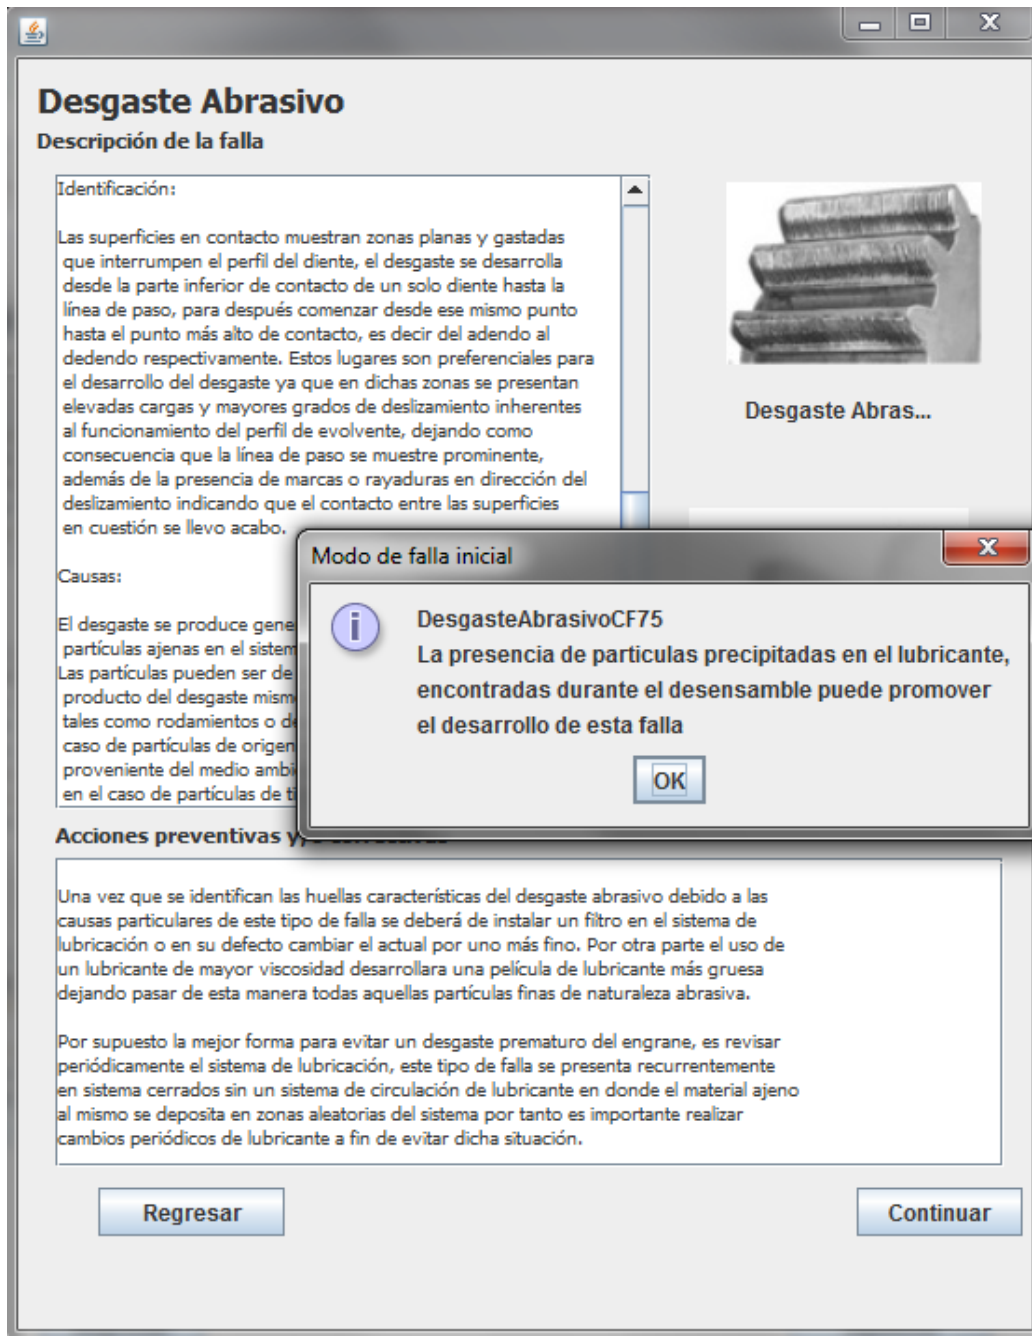 Desgaste Abrasivo
Descripción de la falla
Identificación:
Las superficies en contacto muestran zonas planas y gastadas
que interrumpen el perfil del diente, el desgaste se desarrolla
desde la parte inferior de contacto de un solo diente hasta la
línea de paso, para después comenzar desde ese mismo punto
hasta el punto más alto de contacto, es decir del adendo al
dedendo respectivamente. Estos lugares son preferenciales para
el desarrollo del desgaste ya que en dichas zonas se presentan
elevadas cargas y mayores grados de deslizamiento inherentes
al funcionamiento del perfil de evolvente, dejando como
consecuencia que la línea de paso se muestre prominente,
además de la presencia de marcas o rayaduras en dirección del
deslizamiento indicando que el contacto entre las superficies
en cuestión se llevo acabo.
Causas:
El desgaste se produce gene
partículas ajenas en el sistem
Las partículas pueden ser de
producto del desgaste mism
tales como rodamientos o de
caso de partículas de origen
proveniente del medio ambi
en el caso de partículas de ti
Desgaste Abras...
Modo de falla inicial
DesgasteAbrasivoCF75
La presencia de particulas precipitadas en el lubricante,
encontradas durante el desensamble puede promover
el desarrollo de esta falla
OK
Acciones preventivas y
Una vez que se identifican las huellas características del desgaste abrasivo debido a las
causas particulares de este tipo de falla se deberá de instalar un filtro en el sistema de
lubricación o en su defecto cambiar el actual por uno más fino. Por otra parte el uso de
un lubricante de mayor viscosidad desarrollara una película de lubricante más gruesa
dejando pasar de esta manera todas aquellas partículas finas de naturaleza abrasiva.
Por supuesto la mejor forma para evitar un desgaste prematuro del engrane, es revisar
periódicamente el sistema de lubricación, este tipo de falla se presenta recurrentemente
en sistema cerrados sin un sistema de circulación de lubricante en donde el material ajeno
al mismo se deposita en zonas aleatorias del sistema por tanto es importante realizar
cambios periódicos de lubricante a fin de evitar dicha situación.
Regresar
Continuar